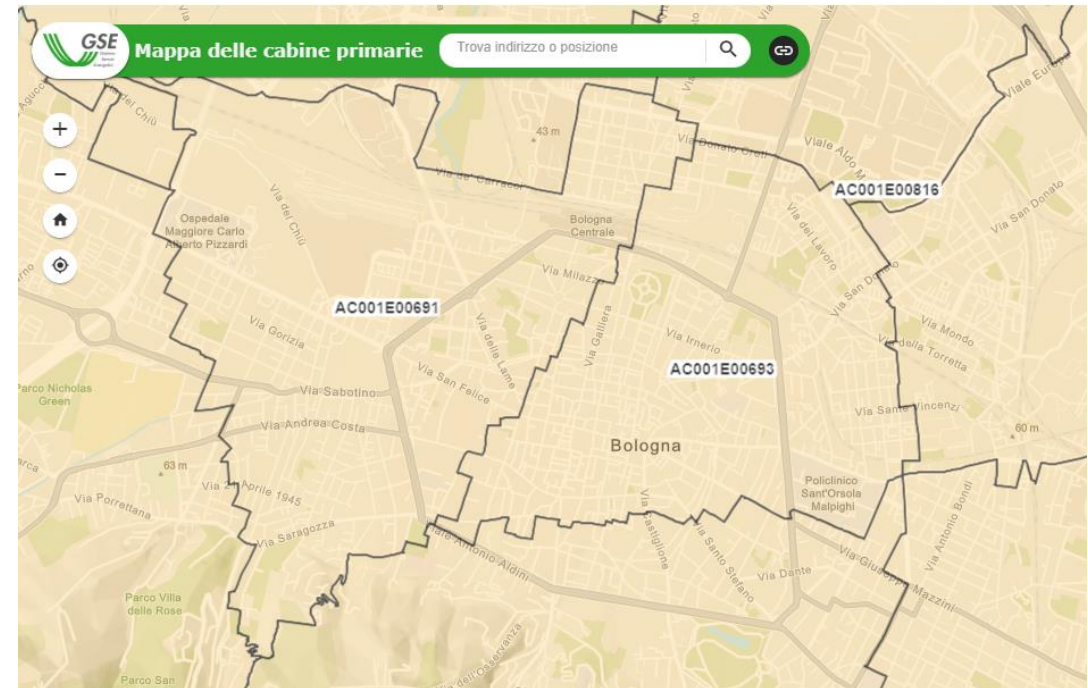 GSE
Mappa delle cabine primarie
Trova indirizzo o posizione
Viale Europa
Via del Chiù
43 m
Via Donato Creti
Viale Aldo M
Via de' Carracci
AC001E00816
Via San Donato
Ospedale
Maggiore Carlo
Alberto Pizzardi
Via del Chiù
Bologna
Centrale
Via del Lavoro
Via Milazzo
Via San Donato
AC001E00691
Via Gorizia
Via delle Lame
Via Galliera
Via Irnerio
Via Mondo
Via della Torretta
AC001E00693
Via San Felice
Parco Nicholas
Green
Via Sabotino
Via Sante Vincenzi
Via Andrea Costa
60 m
Bologna
63 m
Via 21 Aprile 1945
Policlinico
Sant'Orsola
Malpighi
Via Porrettana
Via Saragozza
Via Castiglione
Via Antonio Bondi
Viale Antonio Aldini
Via Santo Stefano
Via Dante
Via Giuseppe Mazzini
Parco Villa
delle Rose
Via dell'Osservanza
Parco San